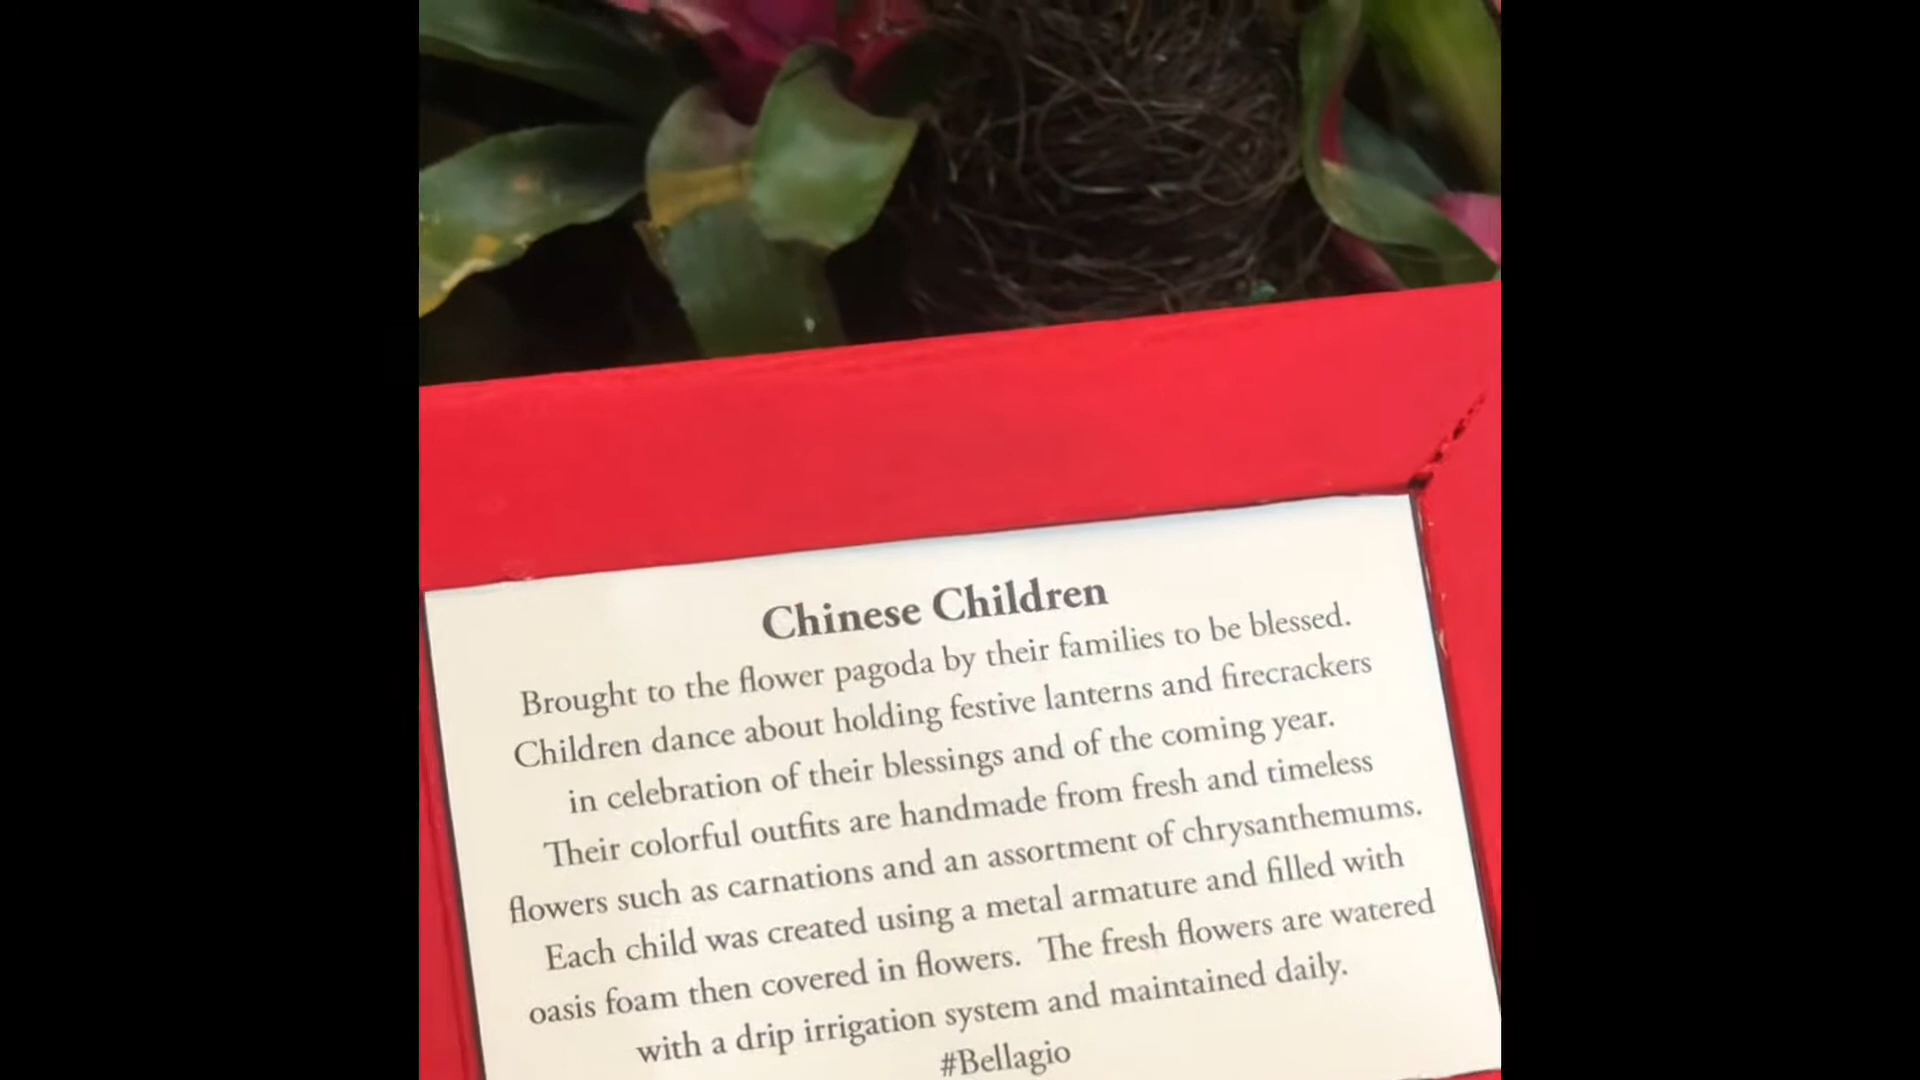 Chinese Children
Brought to the flower pagoda by their families to be blessed.
Children dance about holding festive lanterns and firecrackers
in celebration of their blessings and of the coming year.
Their colorful outfits are handmade from fresh and timeless
flowers such as carnations and an assortment of chrysanthemums.
Each child was created using a metal armature and filled with
oasis foam then covered in flowers. The fresh flowers are watered
with a drip irrigation system and maintained daily.
#Bellagio